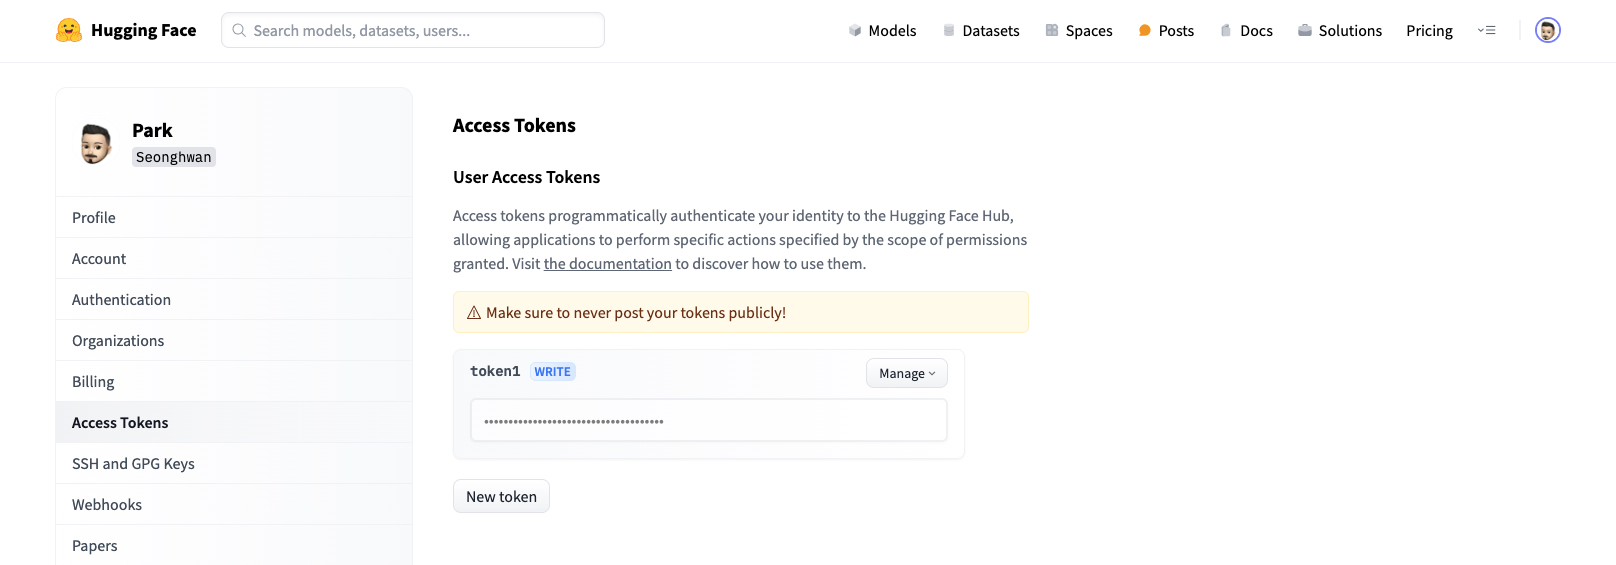 Hugging Face
Search models, datasets, users...
Models
Datasets
Spaces
Posts
Docs
Solutions
Pricing
Park
Seonghwan
Profile
Account
Authentication
Organizations
Billing
Access Tokens
SSH and GPG Keys
Webhooks
Papers
Access Tokens
User Access Tokens
Access tokens programmatically authenticate your identity to the Hugging Face Hub,
allowing applications to perform specific actions specified by the scope of permissions
granted. Visit the documentation to discover how to use them.
⚠ Make sure to never post your tokens publicly!
token1 WRITE
Manage
••••••••••••••••••••••••••••••••••••••
New token